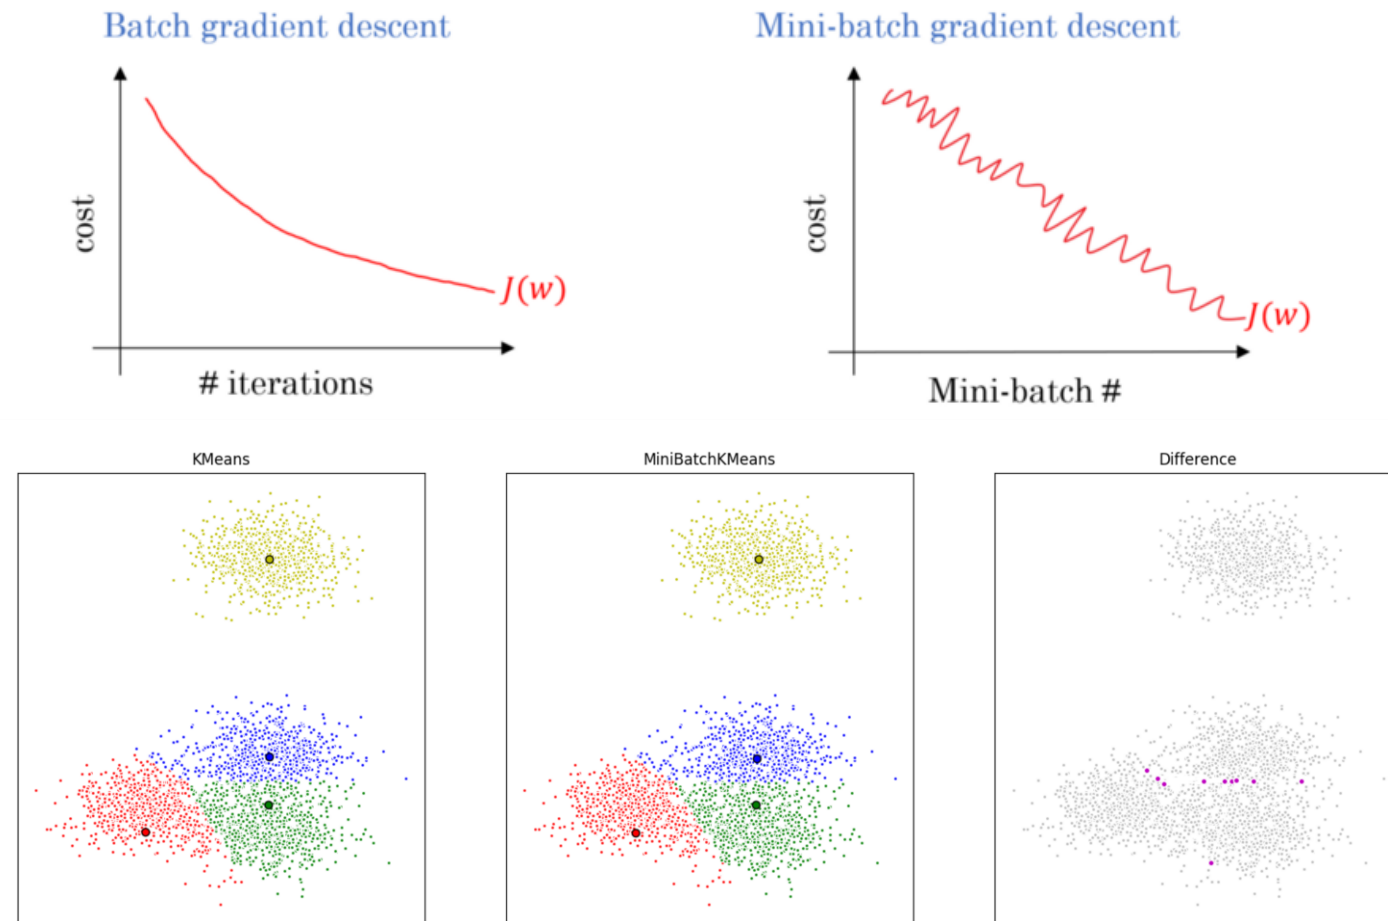 Batch gradient descent
Mini-batch gradient descent
cost
J(w)
# iterations
cost
J(w)
Mini-batch #
KMeans
MiniBatchKMeans
Difference